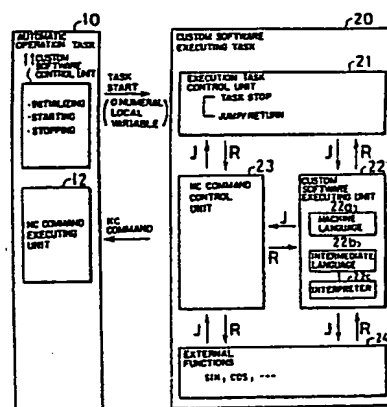 10
AUTOMATIC
OPERATION TASK
11
CUSTOM
SOFTWARE
CONTROL UNIT
• INITIALIZING
• STARTING
• STOPPING
12
NC COMMAND
EXECUTING
UNIT
TASK
START
( O NUMERAL
LOCAL
VARIABLE )
NC
COMMAND
20
CUSTOM SOFTWARE
EXECUTING TASK
21
EXECUTION TASK
CONTROL UNIT
TASK STOP
JUMPY RETURN
J R J R
23
NC COMMAND
CONTROL
UNIT
J
R
22
CUSTOM
SOFTWARE
EXECUTING UNIT
22a
MACHINE
LANGUAGE
22b
INTERMEDIATE
LANGUAGE
22c
INTERPRETER
J R J R
24
EXTERNAL
FUNCTIONS
SIN, COS, ---